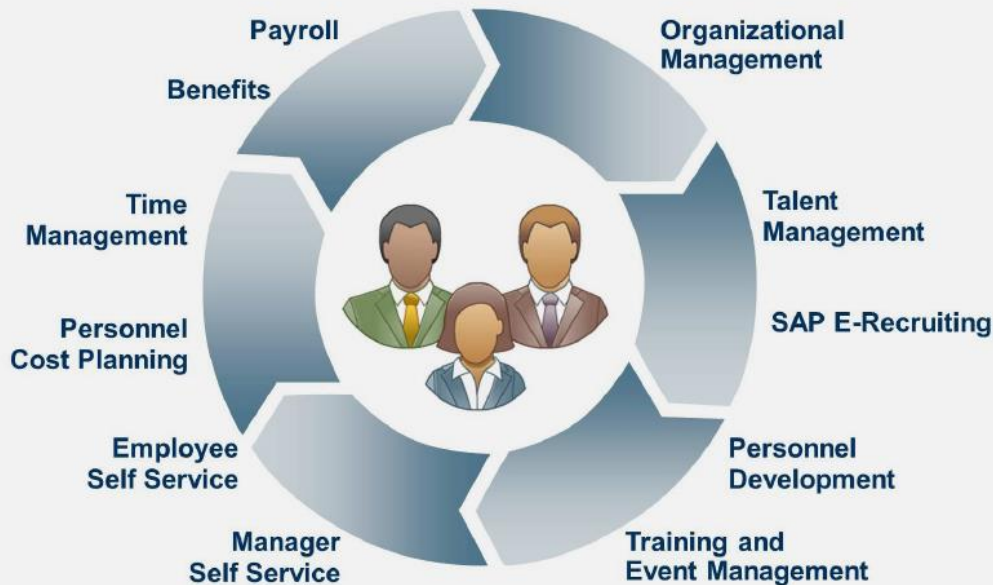 Payroll
Benefits
Time
Management
Personnel
Cost Planning
Employee
Self Service
Manager
Self Service
Organizational
Management
Talent
Management
SAP E-Recruiting
Personnel
Development
Training and
Event Management